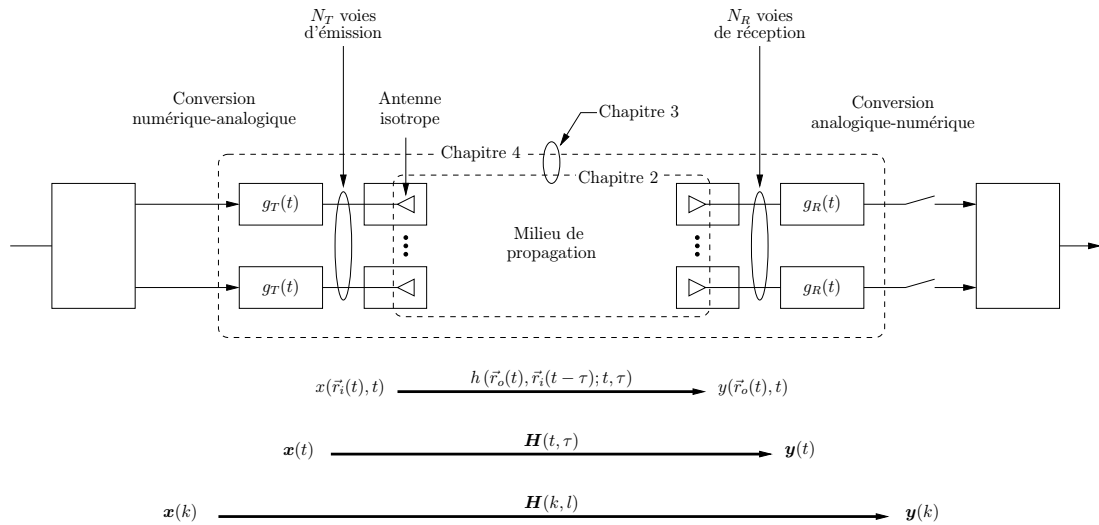 N_T voies
d'émission
N_R voies
de réception
Conversion
numérique-analogique
Antenne
isotrope
Chapitre 3
Conversion
analogique-numérique
Chapitre 4
Chapitre 2
g_T(t)
g_R(t)
Milieu de
propagation
g_T(t)
g_R(t)
x(r⃗_i(t), t)
h(r⃗_o(t), r⃗_i(t − τ); t, τ)
y(r⃗_o(t), t)
x(t)
H(t, τ)
y(t)
x(k)
H(k, l)
y(k)